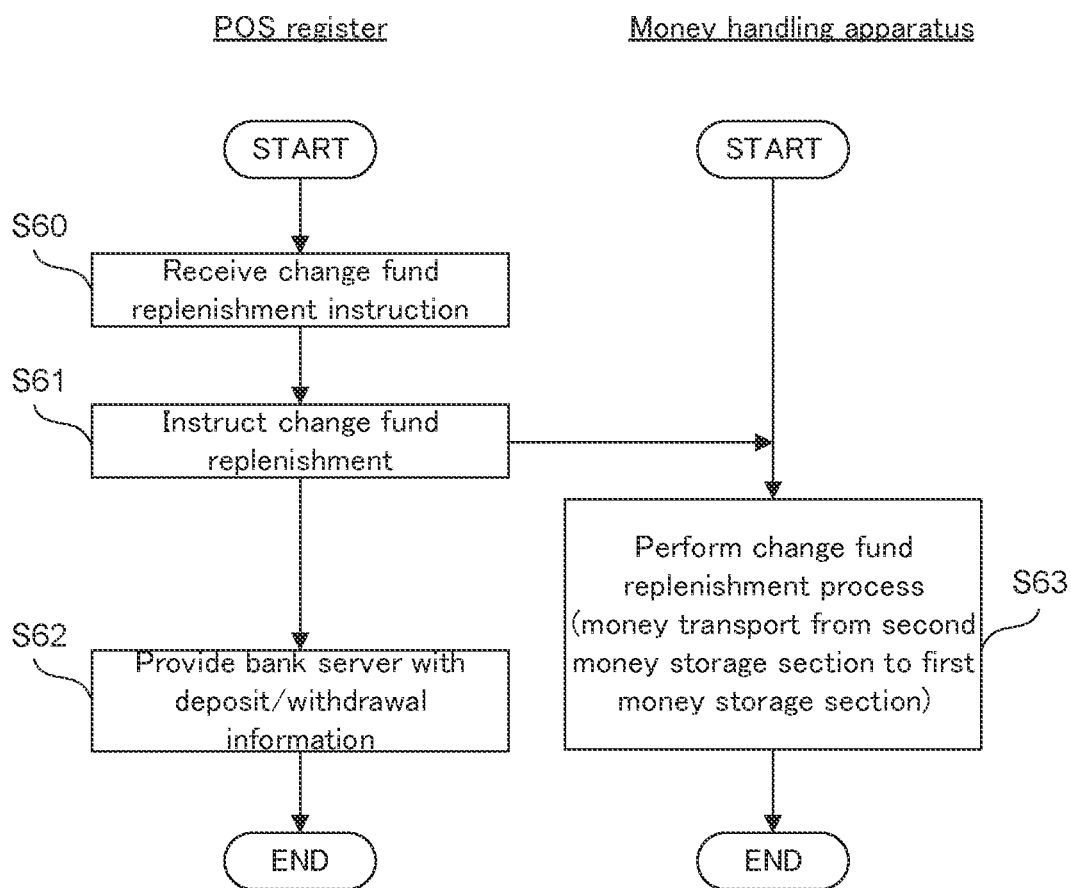 POS register
Money handling apparatus
START
START
S60
Receive change fund
replenishment instruction
S61
Instruct change fund
replenishment
Perform change fund
replenishment process
(money transport from second
money storage section to first
money storage section)
S63
S62
Provide bank server with
deposit/withdrawal
information
END
END